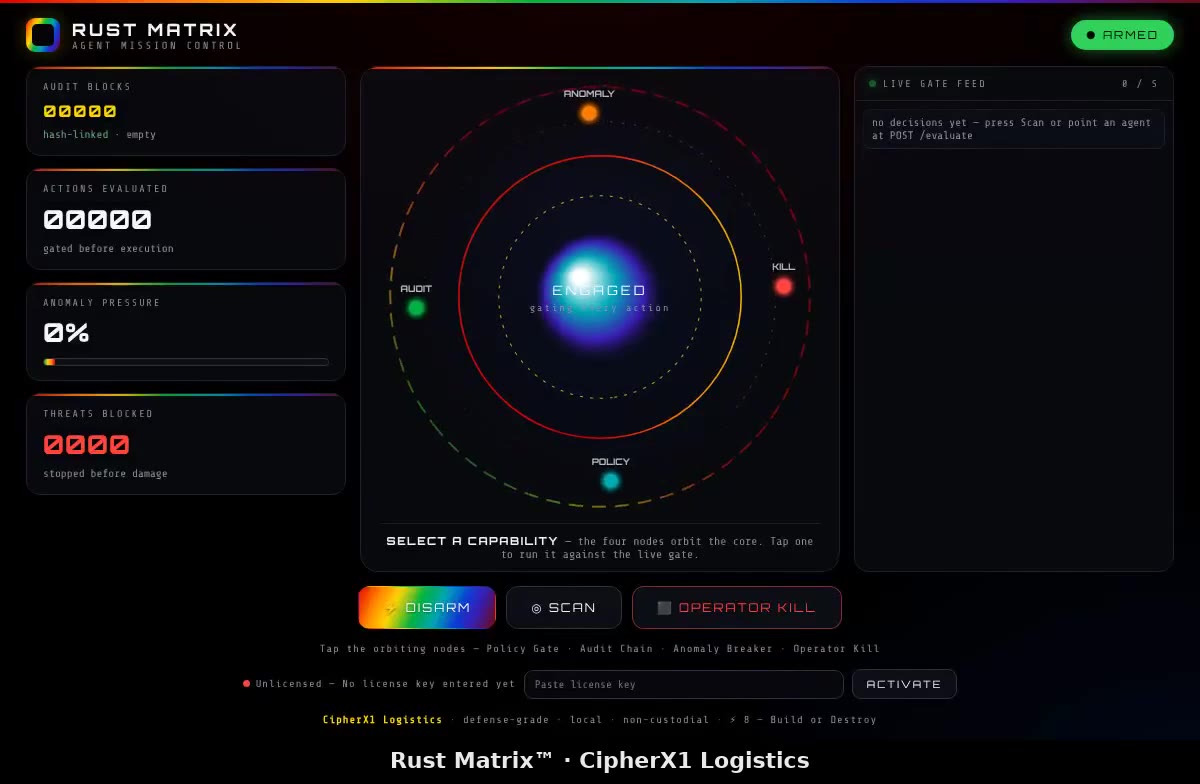 RUST MATRIX
AGENT MISSION CONTROL
ARMED
AUDIT BLOCKS
00000
hash-linked · empty
ACTIONS EVALUATED
00000
gated before execution
ANOMALY PRESSURE
0%
THREATS BLOCKED
0000
stopped before damage
ANOMALY
KILL
AUDIT
ENGAGED
gating every action
POLICY
SELECT A CAPABILITY — the four nodes orbit the core. Tap one
to run it against the live gate.
LIVE GATE FEED
0 / S
no decisions yet — press Scan or point an agent
at POST /evaluate
⚡ DISARM
◎ SCAN
⬛ OPERATOR KILL
Tap the orbiting nodes — Policy Gate · Audit Chain · Anomaly Breaker · Operator Kill
Unlicensed — No license key entered yet
Paste license key
ACTIVATE
CipherX1 Logistics · defense-grade · local · non-custodial · ⚡ 8 — Build or Destroy
Rust Matrix™ · CipherX1 Logistics